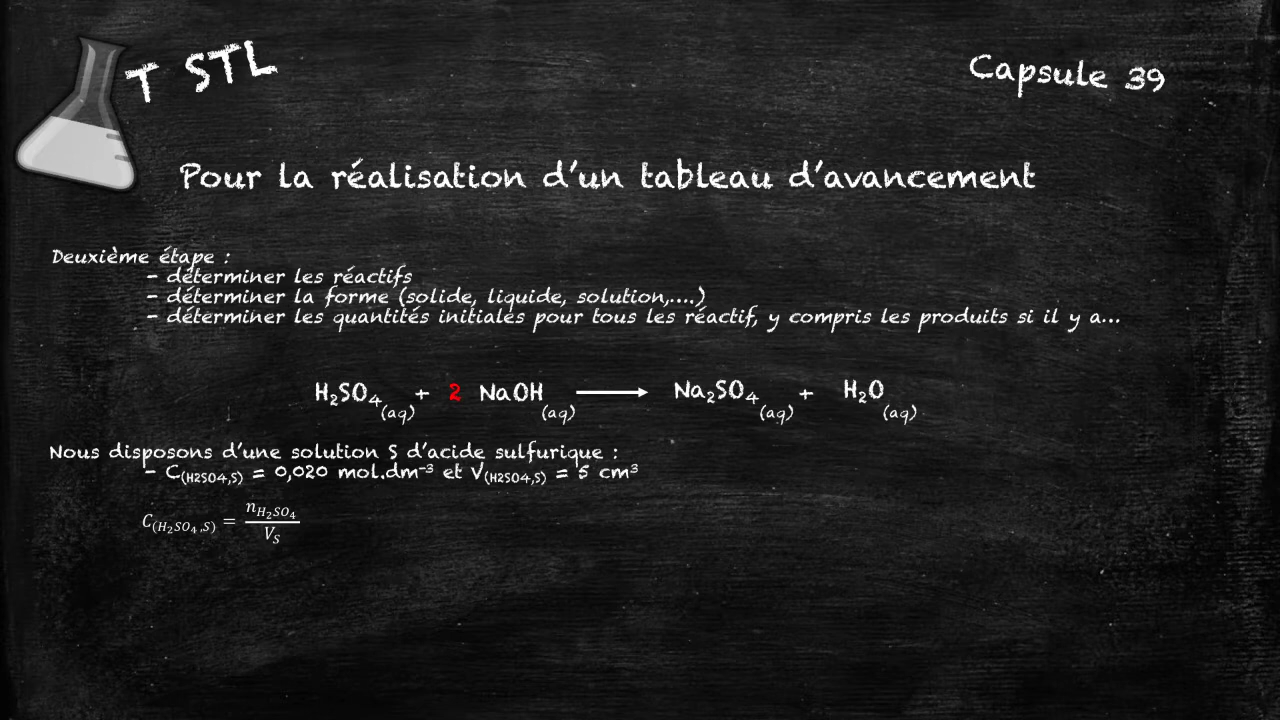 T STL
Capsule 39
Pour la réalisation d'un tableau d'avancement
Deuxième étape :
- déterminer les réactifs
- déterminer la forme (solide, liquide, solution,....)
- déterminer les quantités initiales pour tous les réactif, y compris les produits si il y a...
H₂SO₄(aq) + 2 NaOH(aq) ⟶ Na₂SO₄(aq) + H₂O(aq)
Nous disposons d'une solution S d'acide sulfurique :
- C(H2SO4,S) = 0,020 mol.dm⁻³ et V(H2SO4,S) = 5 cm³
C(H₂SO₄,S) = n H₂SO₄ / V S